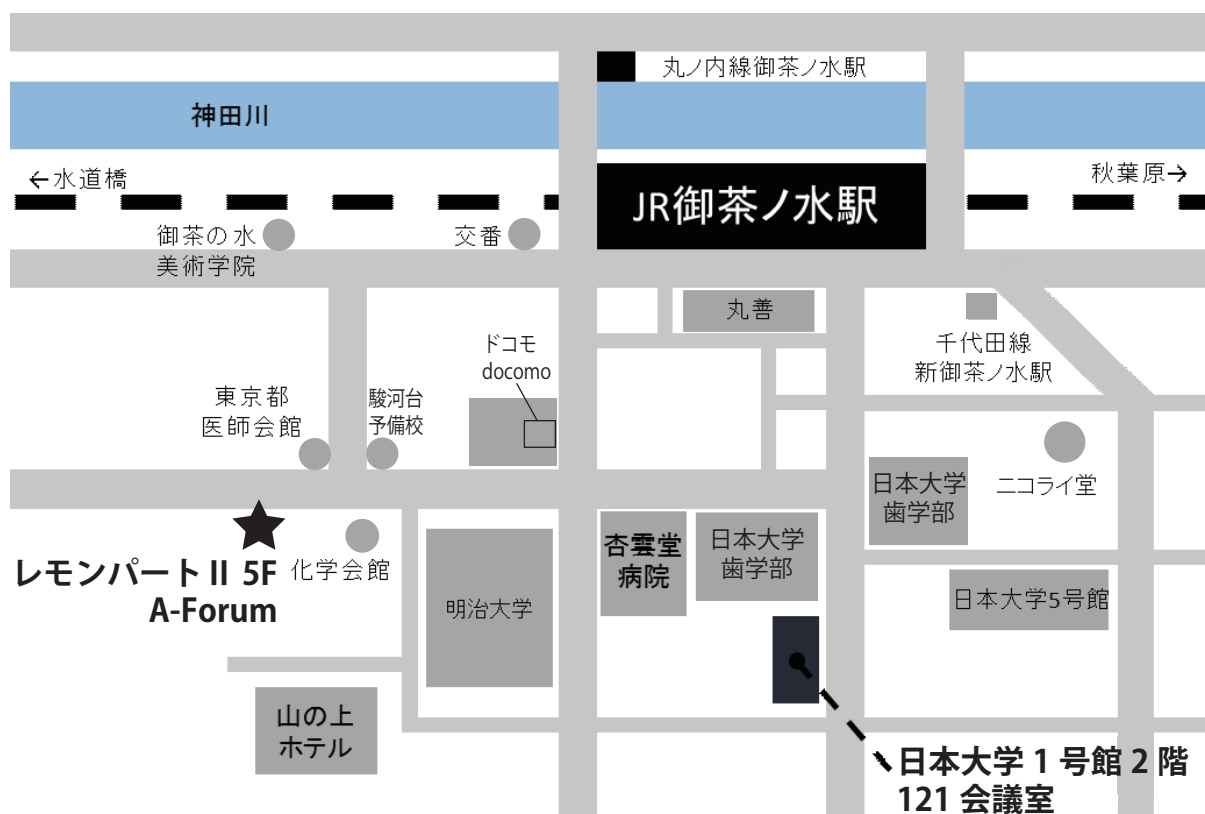 丸ノ内線御茶ノ水駅
神田川
←水道橋
秋葉原→
JR御茶ノ水駅
御茶の水
美術学院
交番
丸善
千代田線
新御茶ノ水駅
ドコモ
docomo
東京都
医師会館
駿河台
予備校
日本大学
歯学部
ニコライ堂
レモンパート II 5F
A-Forum
化学会館
明治大学
杏雲堂
病院
日本大学
歯学部
日本大学5号館
山の上
ホテル
日本大学 1 号館 2 階
121 会議室